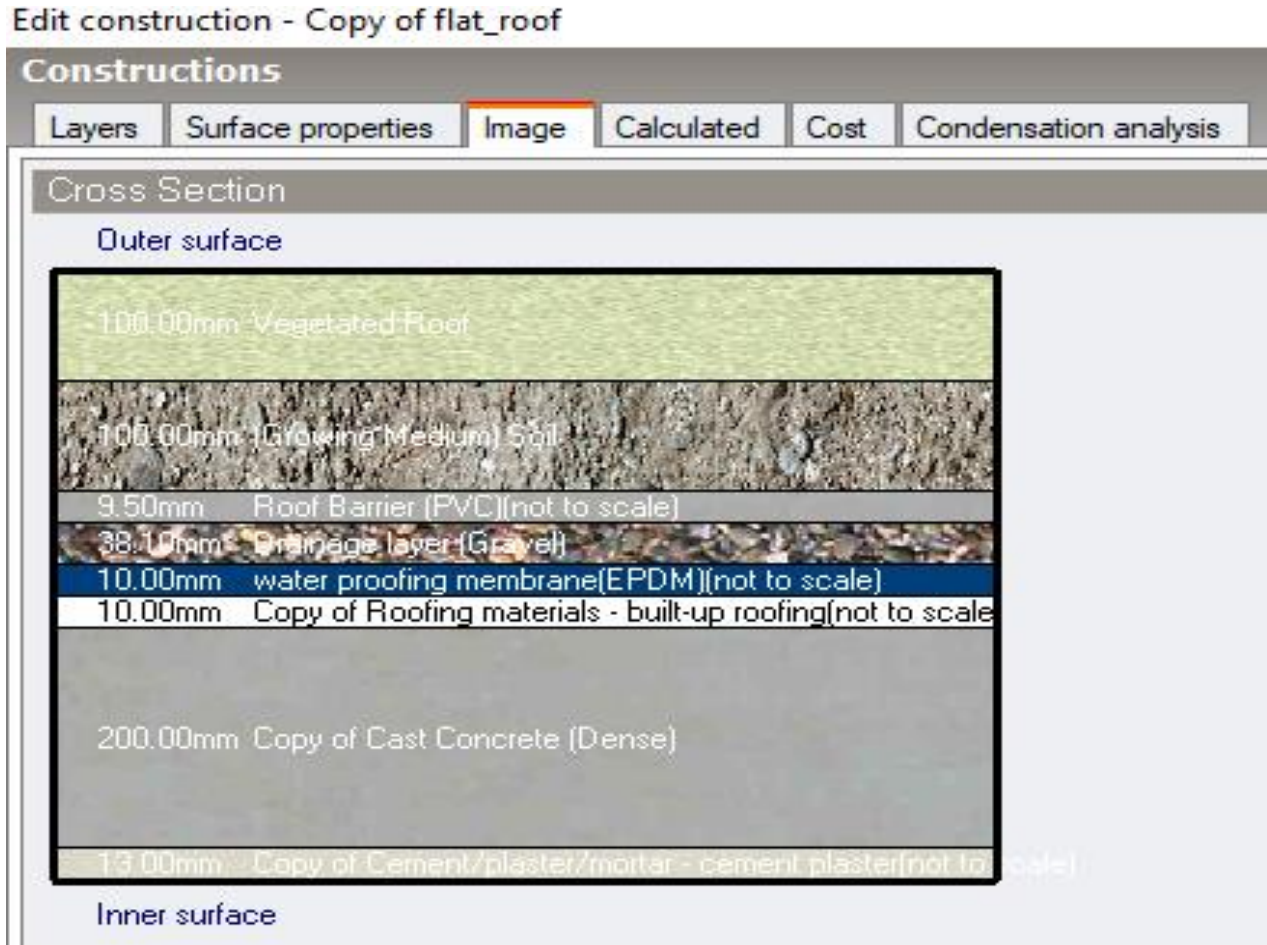 Edit construction - Copy of flat_roof
Constructions
Layers Surface properties Image Calculated Cost Condensation analysis
Cross Section
Outer surface
100.00mm Vegetated Roof
100.00mm (Growing Medium) Soil
9.50mm Roof Barrier (PVC)(not to scale)
38.10mm Drainage layer (Gravel)
10.00mm water proofing membrane(EPDM)(not to scale)
10.00mm Copy of Roofing materials - built-up roofing(not to scale
200.00mm Copy of Cast Concrete (Dense)
13.00mm Copy of Cement/plaster/mortar - cement plaster(not to scale)
Inner surface